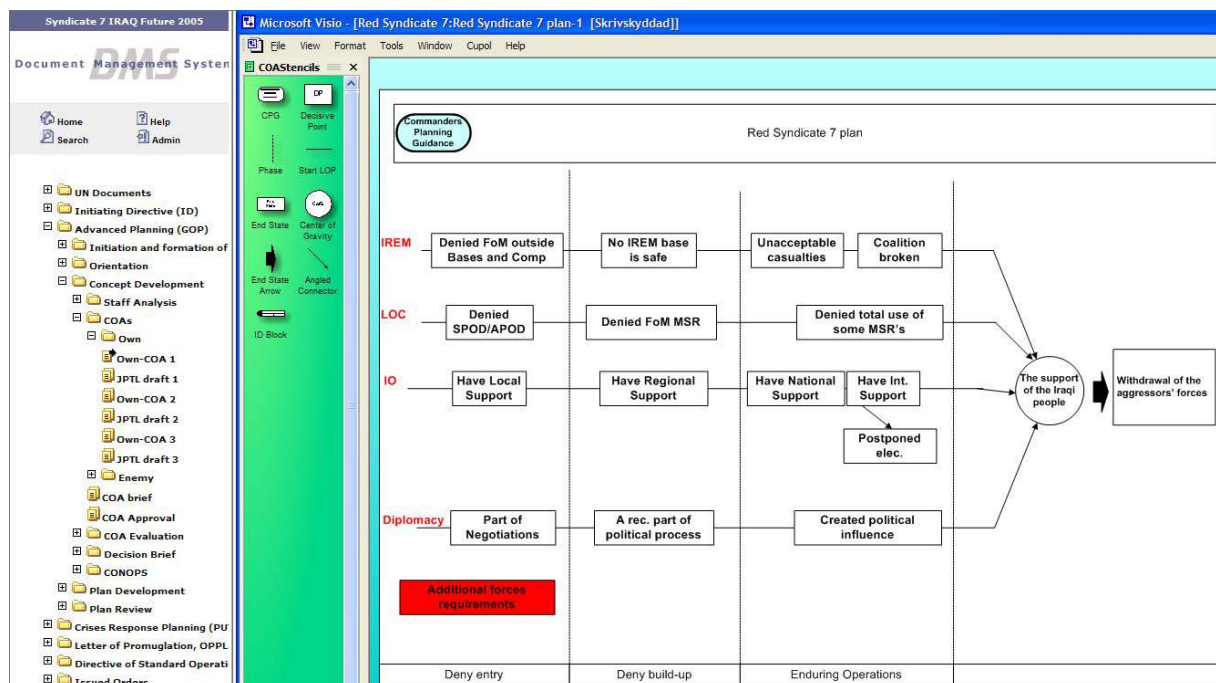 Syndicate 7 IRAQ Future 2005
Document Management System
DMS
Home
Help
Search
Admin
UN Documents
Initiating Directive (ID)
Advanced Planning (GOP)
Initiation and formation of
Orientation
Concept Development
Staff Analysis
COAs
Own
Own-COA 1
JPTL draft 1
Own-COA 2
JPTL draft 2
Own-COA 3
JPTL draft 3
Enemy
COA brief
COA Approval
COA Evaluation
Decision Brief
CONOPS
Plan Development
Plan Review
Crises Response Planning (PU
Letter of Promuglation, OPPL
Directive of Standard Operati
Issued Orders
Microsoft Visio - [Red Syndicate 7:Red Syndicate 7 plan-1 [Skrivskyddad]]
File View Format Tools Window Cupol Help
COAStencils
CPG
DP
Decisive
Point
Phase
Start LOP
End State
CoG
Center of
Gravity
End State
Arrow
Angled
Connector
ID Block
Commanders
Planning
Guidance
Red Syndicate 7 plan
IREM
Denied FoM outside
Bases and Comp
No IREM base
is safe
Unacceptable
casualties
Coalition
broken
LOC
Denied
SPOD/APOD
Denied FoM MSR
Denied total use of
some MSR's
IO
Have Local
Support
Have Regional
Support
Have National
Support
Have Int.
Support
Postponed
elec.
The support
of the Iraqi
people
Withdrawal of the
aggressors' forces
Diplomacy
Part of
Negotiations
A rec. part of
political process
Created political
influence
Additional forces
requirements
Deny entry
Deny build-up
Enduring Operations